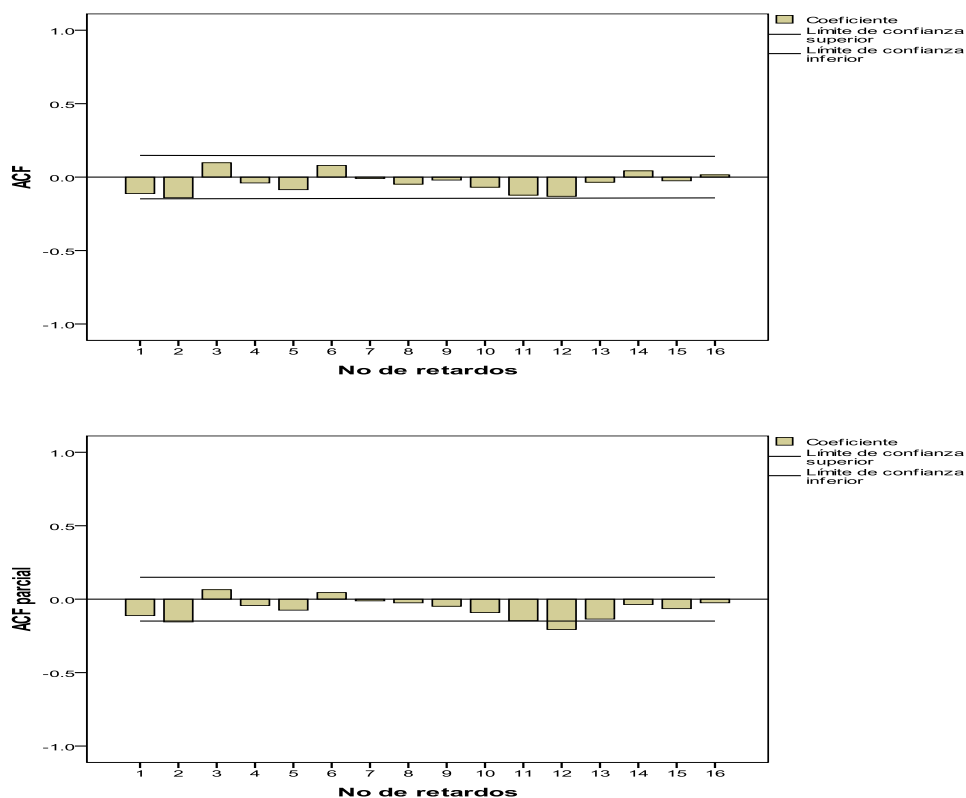 1.0
0.5
0.0
-0.5
-1.0
ACF
1 2 3 4 5 6 7 8 9 10 11 12 13 14 15 16
No de retardos
Coeficiente
Límite de confianza
superior
Límite de confianza
inferior
1.0
0.5
0.0
-0.5
-1.0
ACF parcial
1 2 3 4 5 6 7 8 9 10 11 12 13 14 15 16
No de retardos
Coeficiente
Límite de confianza
superior
Límite de confianza
inferior